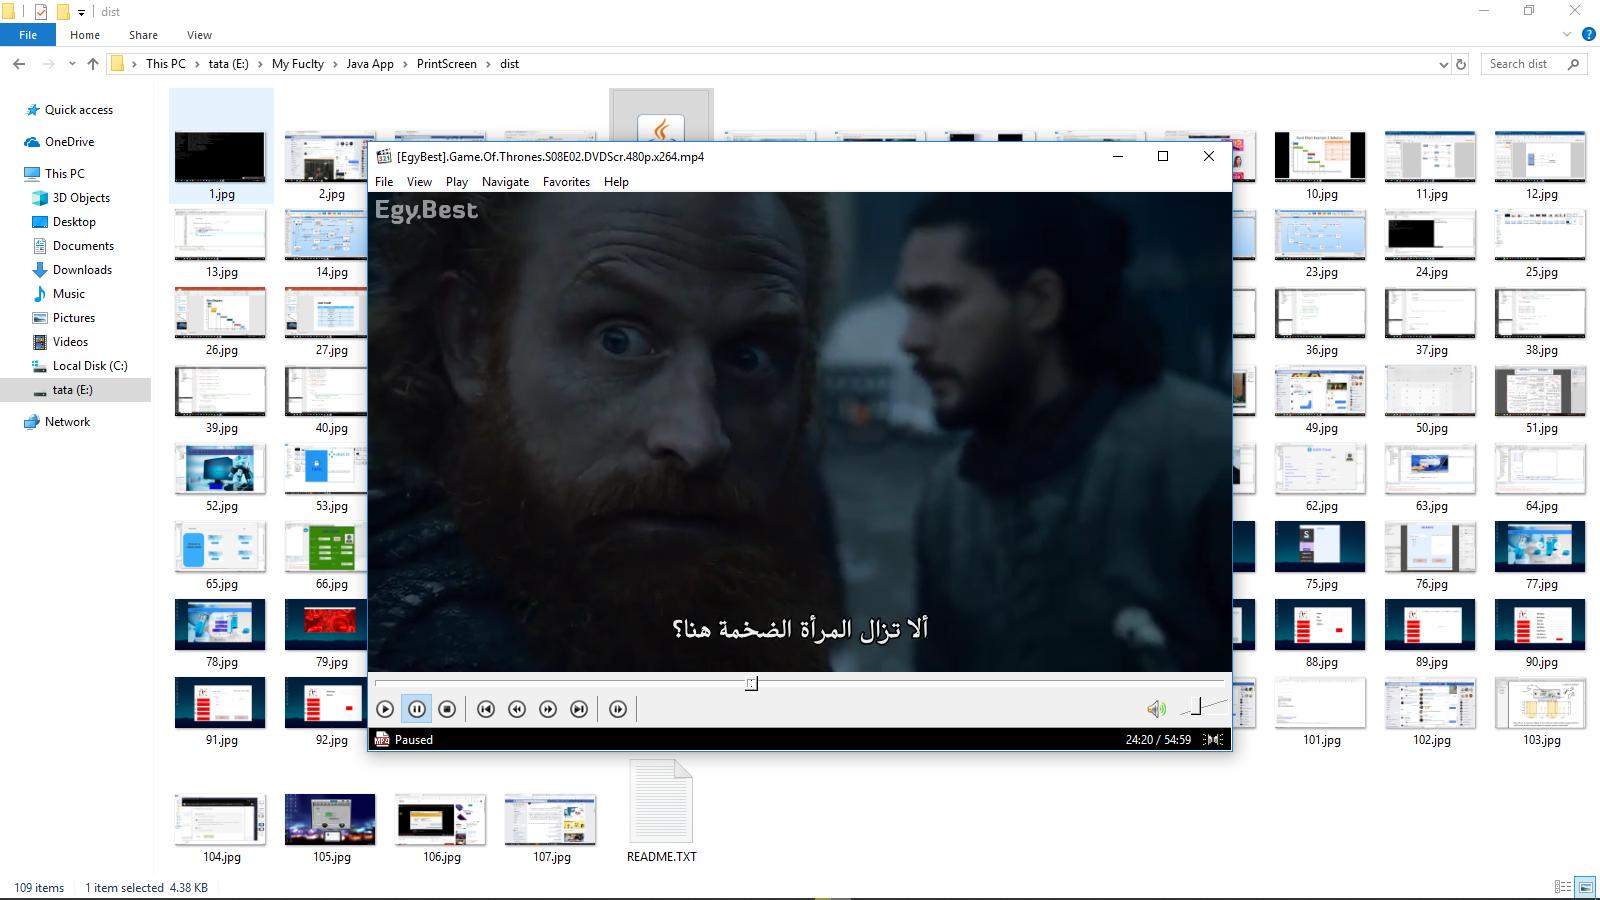 dist
File Home Share View
This PC tata (E:) My Fuclty Java App PrintScreen dist
Search dist
Quick access
OneDrive
This PC
3D Objects
Desktop
Documents
Downloads
Music
Pictures
Videos
Local Disk (C:)
tata (E:)
Network
[EgyBest].Game.Of.Thrones.S08E02.DVDScr.480p.x264.mp4
File View Play Navigate Favorites Help
Egy.Best
ألا تزال المرأة الضخمة هنا؟
Paused
24:20 / 54:59
1.jpg 2.jpg 10.jpg 11.jpg 12.jpg
13.jpg 14.jpg 23.jpg 24.jpg 25.jpg
26.jpg 27.jpg 36.jpg 37.jpg 38.jpg
39.jpg 40.jpg 49.jpg 50.jpg 51.jpg
52.jpg 53.jpg 62.jpg 63.jpg 64.jpg
65.jpg 66.jpg 75.jpg 76.jpg 77.jpg
78.jpg 79.jpg 88.jpg 89.jpg 90.jpg
91.jpg 92.jpg 101.jpg 102.jpg 103.jpg
104.jpg 105.jpg 106.jpg 107.jpg README.TXT
109 items 1 item selected 4.38 KB